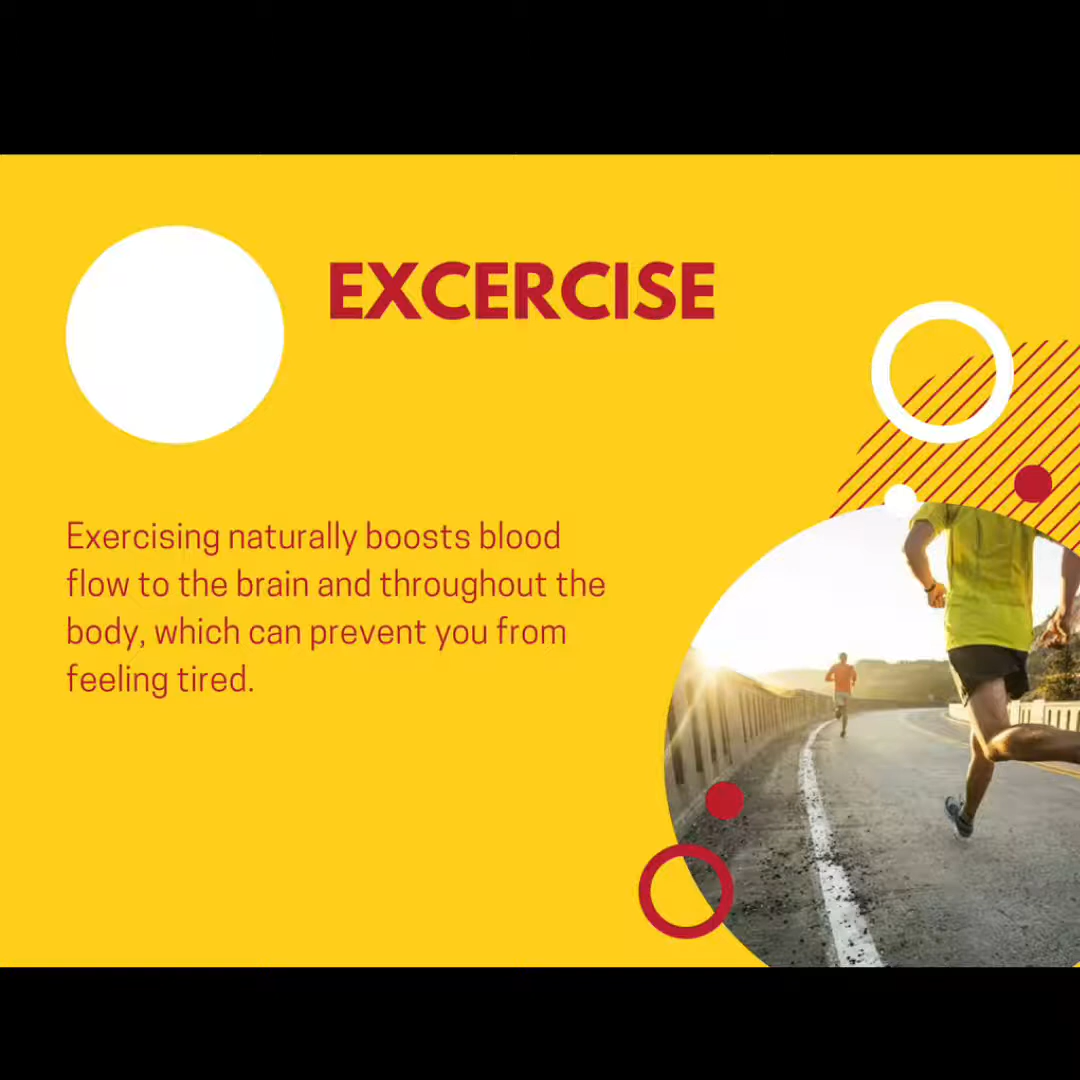 EXCERCISE
Exercising naturally boosts blood
flow to the brain and throughout the
body, which can prevent you from
feeling tired.